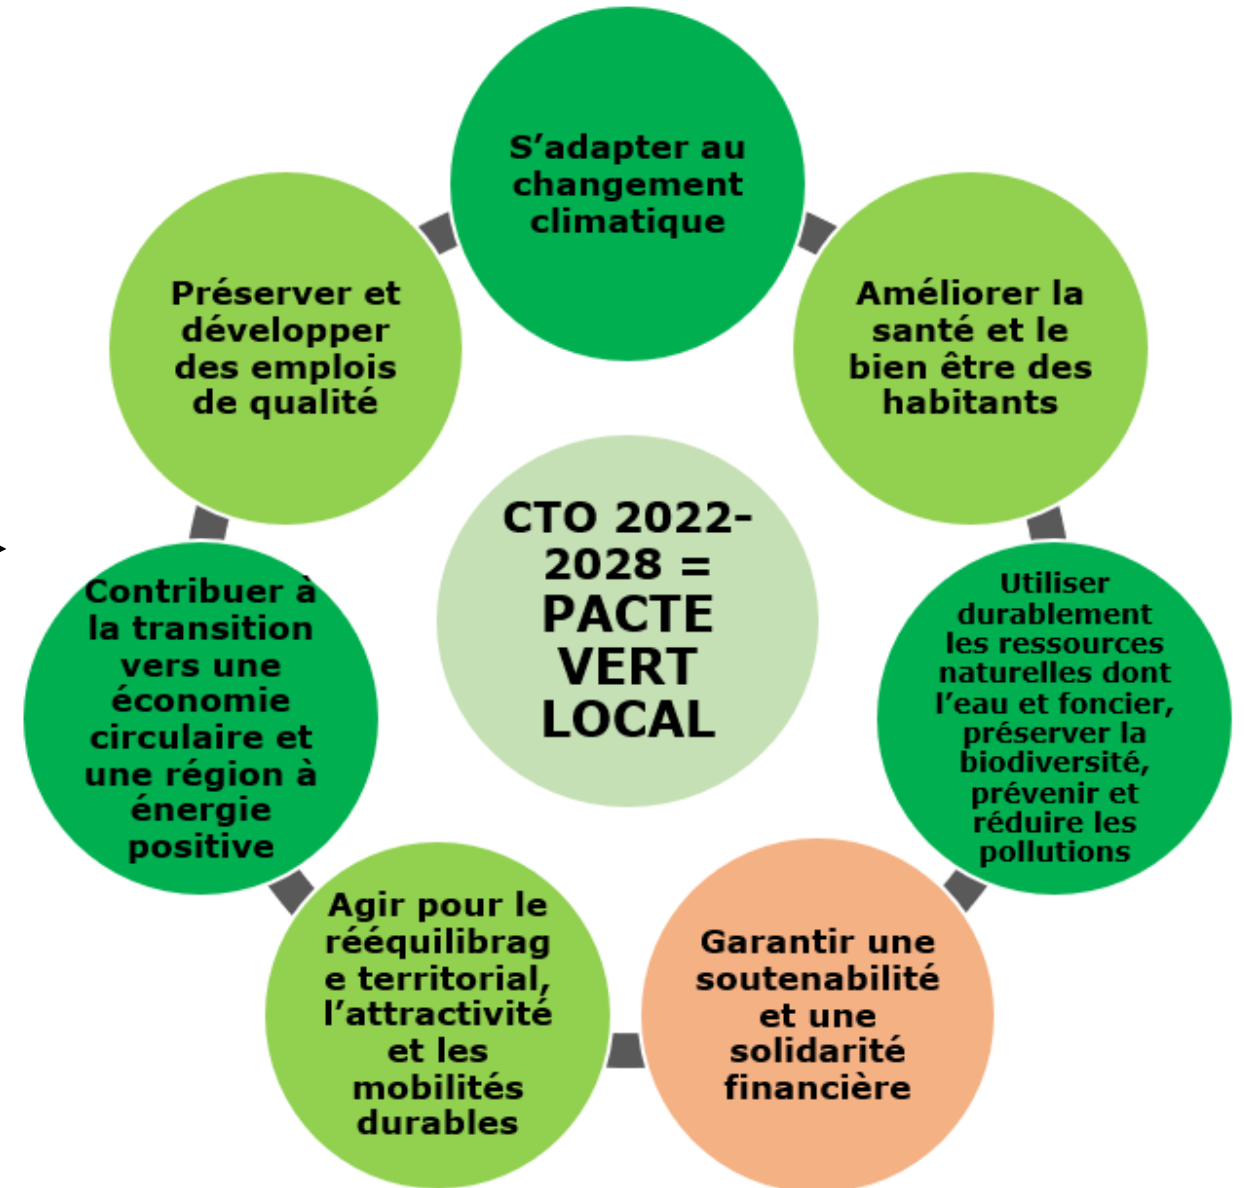 S’adapter au
changement
climatique
Améliorer la
santé et le
bien être des
habitants
Utiliser
durablement
les ressources
naturelles dont
l’eau et foncier,
préserver la
biodiversité,
prévenir et
réduire les
pollutions
Garantir une
soutenabilité
et une
solidarité
financière
Agir pour le
rééquilibrag
e territorial,
l’attractivité
et les
mobilités
durables
Contribuer à
la transition
vers une
économie
circulaire et
une région à
énergie
positive
Préserver et
développer
des emplois
de qualité
CTO 2022-
2028 =
PACTE
VERT
LOCAL